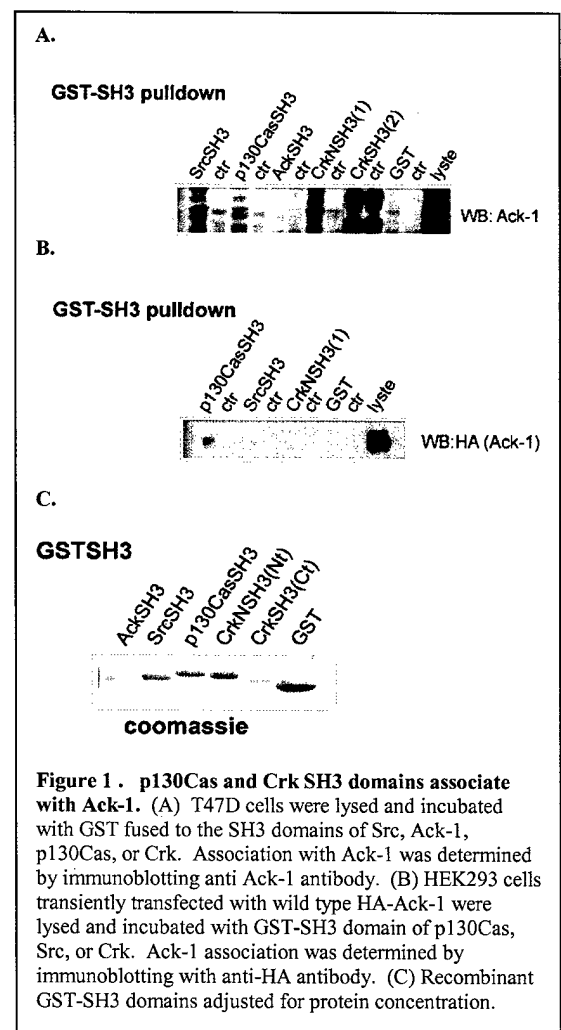 A.
GST-SH3 pulldown
SrcSH3
ctr
p130CasSH3
ctr
AckSH3
ctr
CrkNSH3(1)
ctr
CrkSH3(2)
ctr
GST
ctr
lyste
WB: Ack-1
B.
GST-SH3 pulldown
p130CasSH3
ctr
SrcSH3
ctr
CrkNSH3(1)
ctr
GST
ctr
lyste
WB:HA (Ack-1)
C.
GSTSH3
AckSH3
SrcSH3
p130CasSH3
CrkNSH3(Nt)
CrkSH3(Ct)
GST
coomassie
Figure 1 . p130Cas and Crk SH3 domains associate
with Ack-1. (A) T47D cells were lysed and incubated
with GST fused to the SH3 domains of Src, Ack-1,
p130Cas, or Crk. Association with Ack-1 was determined
by immunoblotting anti Ack-1 antibody. (B) HEK293 cells
transiently transfected with wild type HA-Ack-1 were
lysed and incubated with GST-SH3 domain of p130Cas,
Src, or Crk. Ack-1 association was determined by
immunoblotting with anti-HA antibody. (C) Recombinant
GST-SH3 domains adjusted for protein concentration.